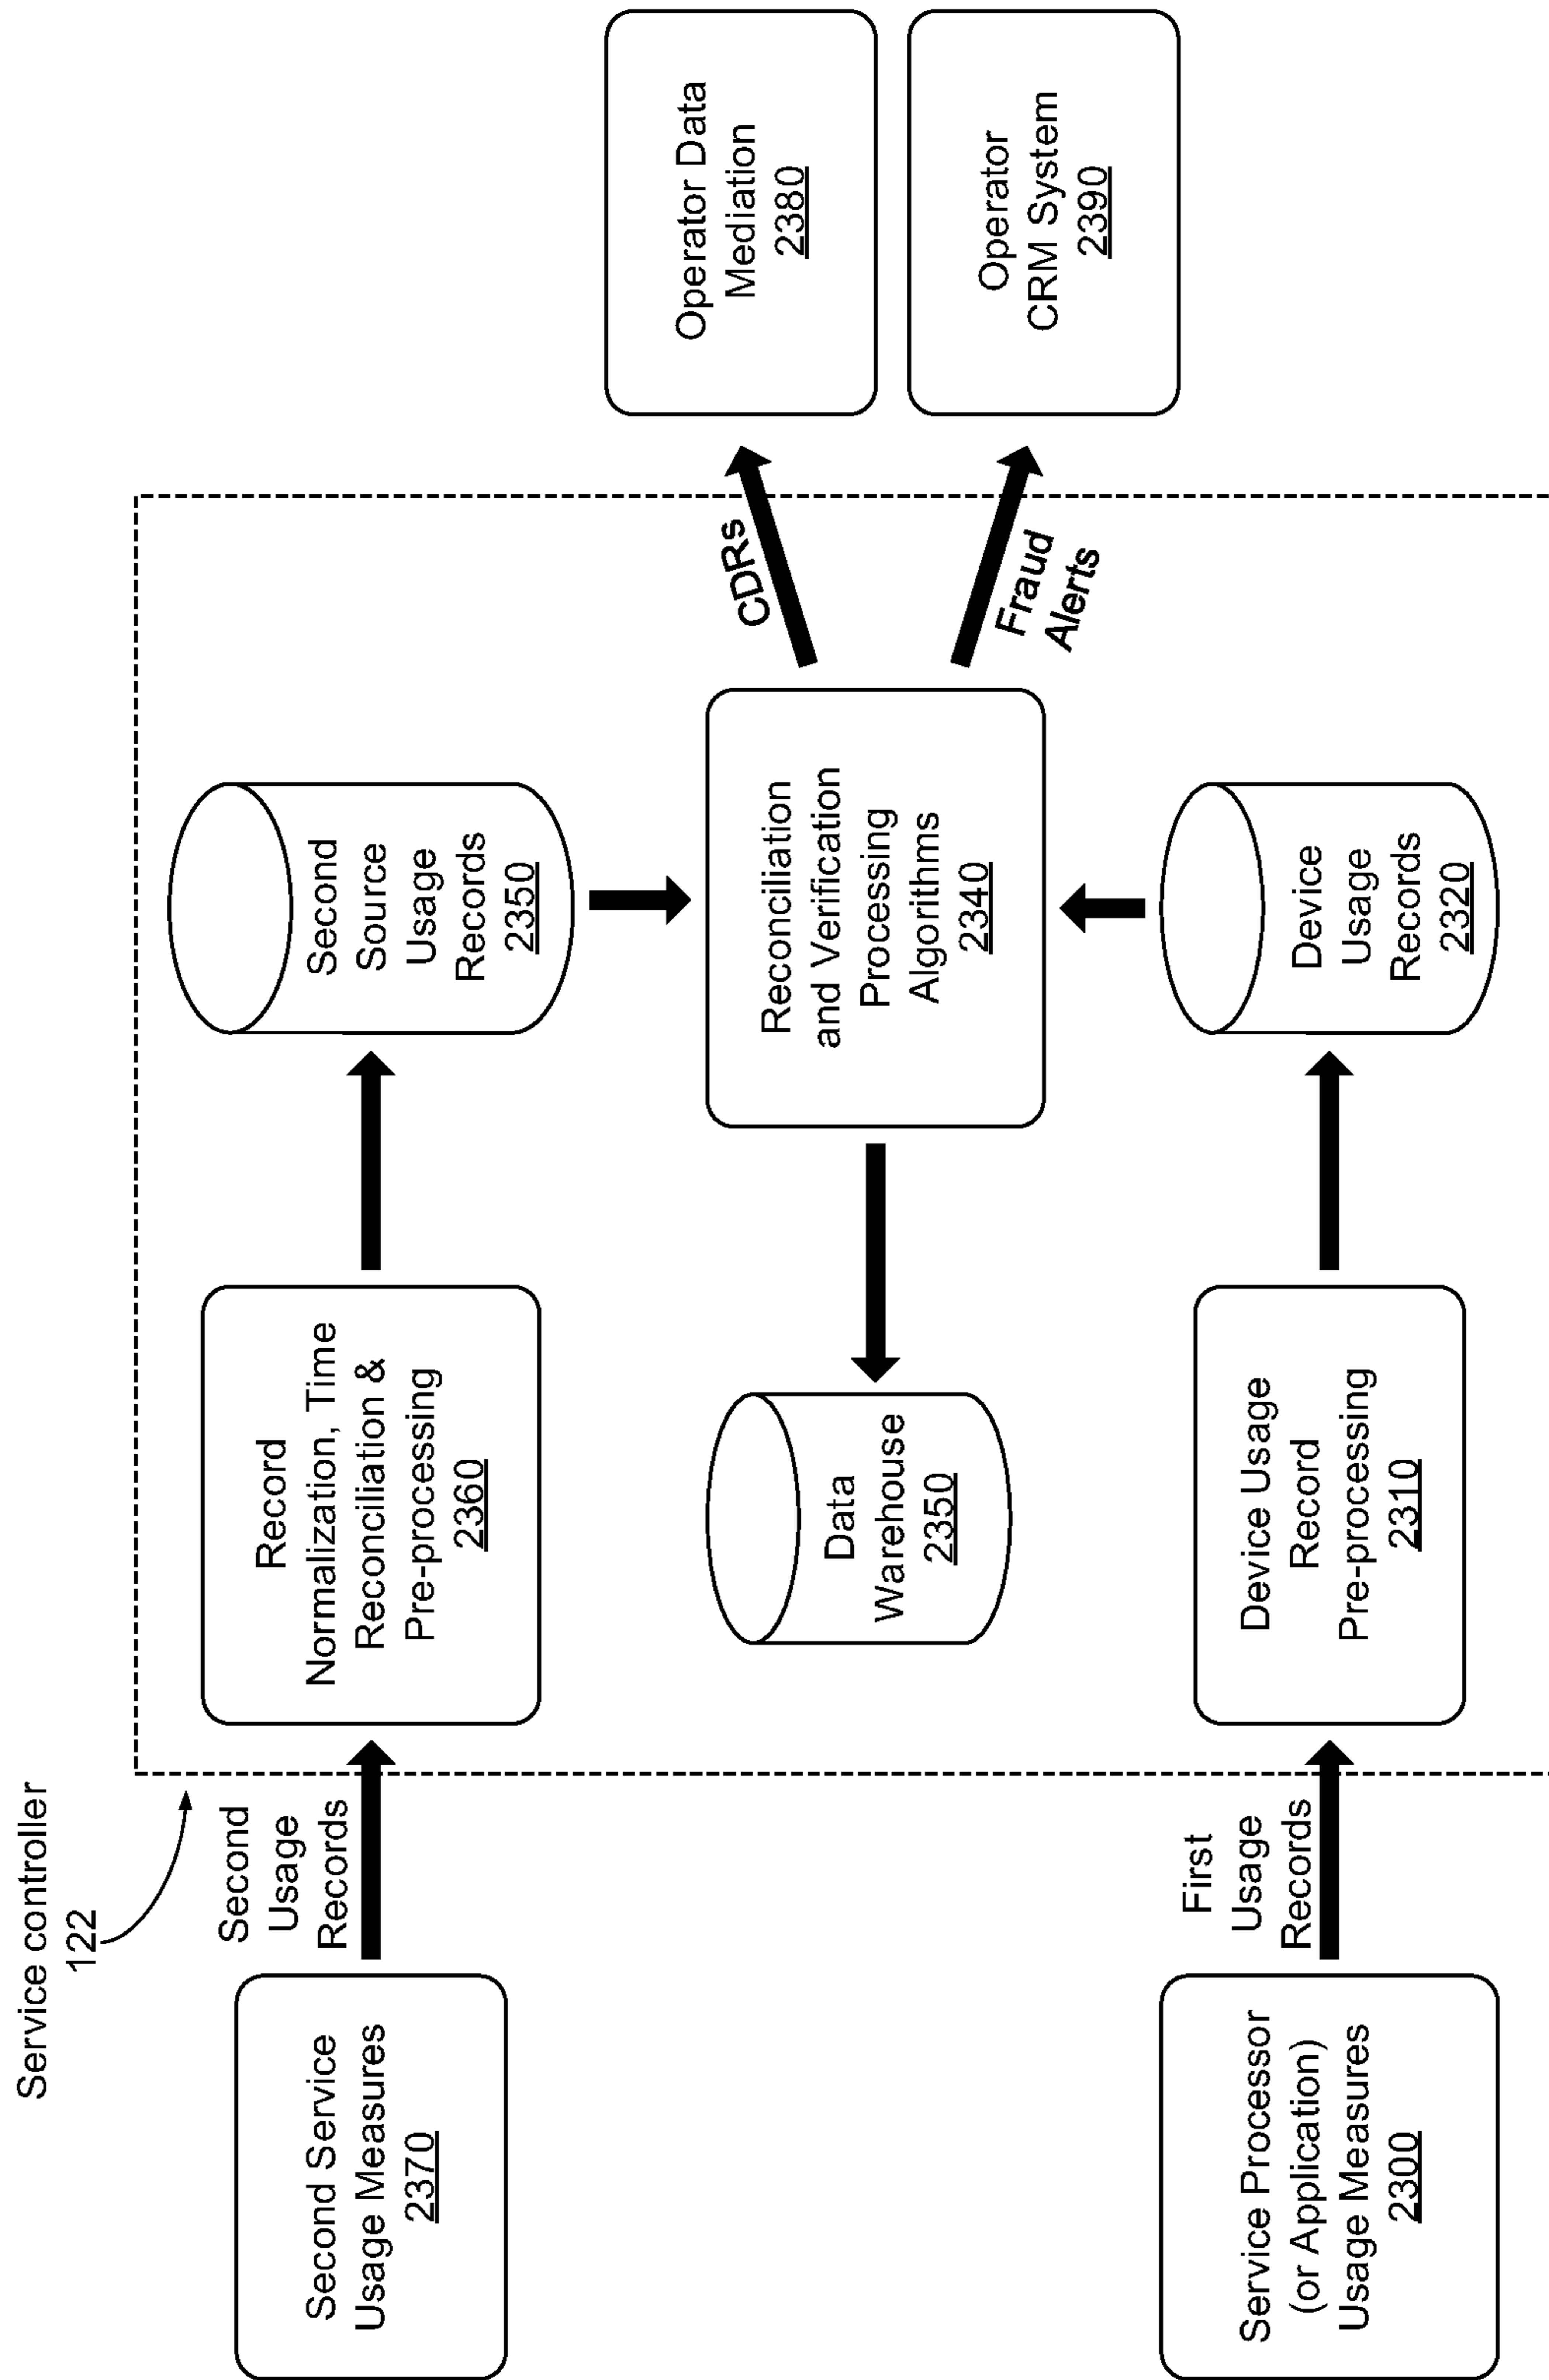 Service controller
122
Second Service
Usage Measures
2370
Second
Usage
Records
Record
Normalization, Time
Reconciliation &
Pre-processing
2360
Second
Source
Usage
Records
2350
Service Processor
(or Application)
Usage Measures
2300
First
Usage
Records
Device Usage
Record
Pre-processing
2310
Device
Usage
Records
2320
Data
Warehouse
2350
Reconciliation
and Verification
Processing
Algorithms
2340
CDRs
Fraud
Alerts
Operator Data
Mediation
2380
Operator
CRM System
2390